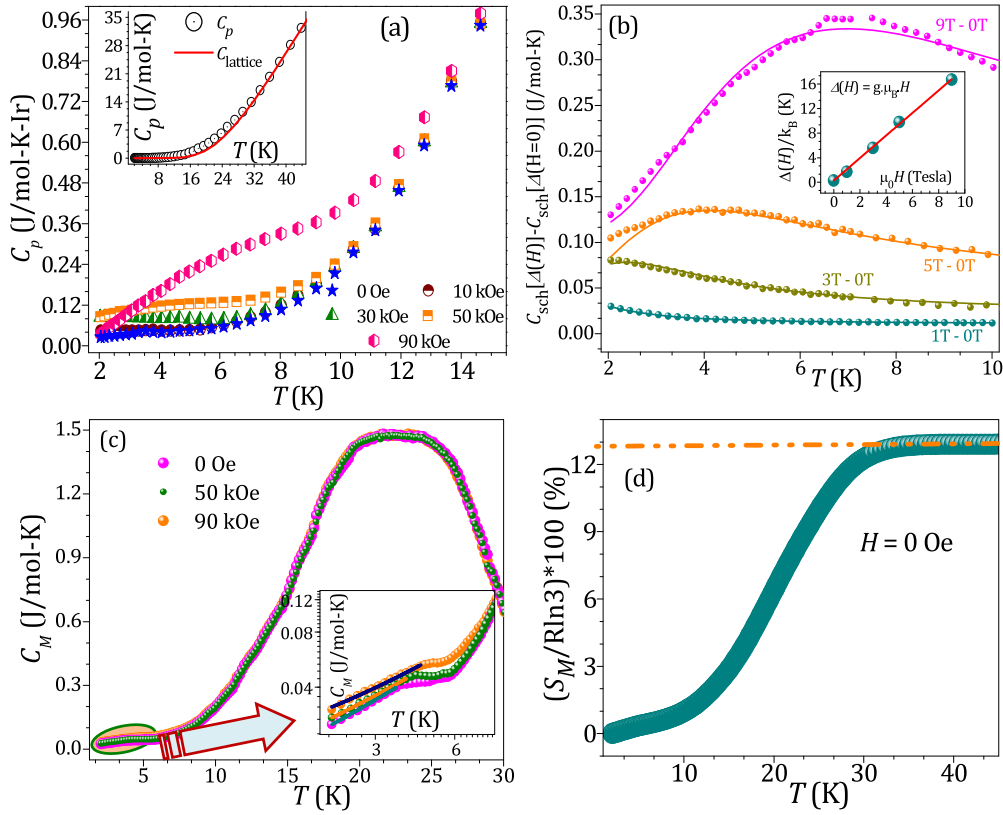 (a)
C_p (J/mol-K-Ir)
0.96
0.84
0.72
0.60
0.48
0.36
0.24
0.12
0.00
2
4
6
8
10
12
14
T (K)
0 Oe
10 kOe
30 kOe
50 kOe
90 kOe
C_p (J/mol-K)
35
28
21
14
7
0
8
16
24
32
40
T (K)
C_p
C_lattice
(b)
C_sch[Δ(H)]-C_sch[Δ(H=0)] (J/mol-K)
0.35
0.30
0.25
0.20
0.15
0.10
0.05
0.00
2
4
6
8
10
T (K)
9T - 0T
5T - 0T
3T - 0T
1T - 0T
Δ(H) = g.μ_B.H
Δ(H)/k_B (K)
16
12
8
4
0
0
2
4
6
8
10
μ₀H (Tesla)
(c)
C_M (J/mol-K)
1.5
1.2
0.9
0.6
0.3
0.0
5
10
15
20
25
30
T (K)
0 Oe
50 kOe
90 kOe
C_M (J/mol-K)
0.12
0.08
0.04
3
6
T (K)
(d)
(S_M/Rln3)*100 (%)
12
9
6
3
0
10
20
30
40
T (K)
H = 0 Oe